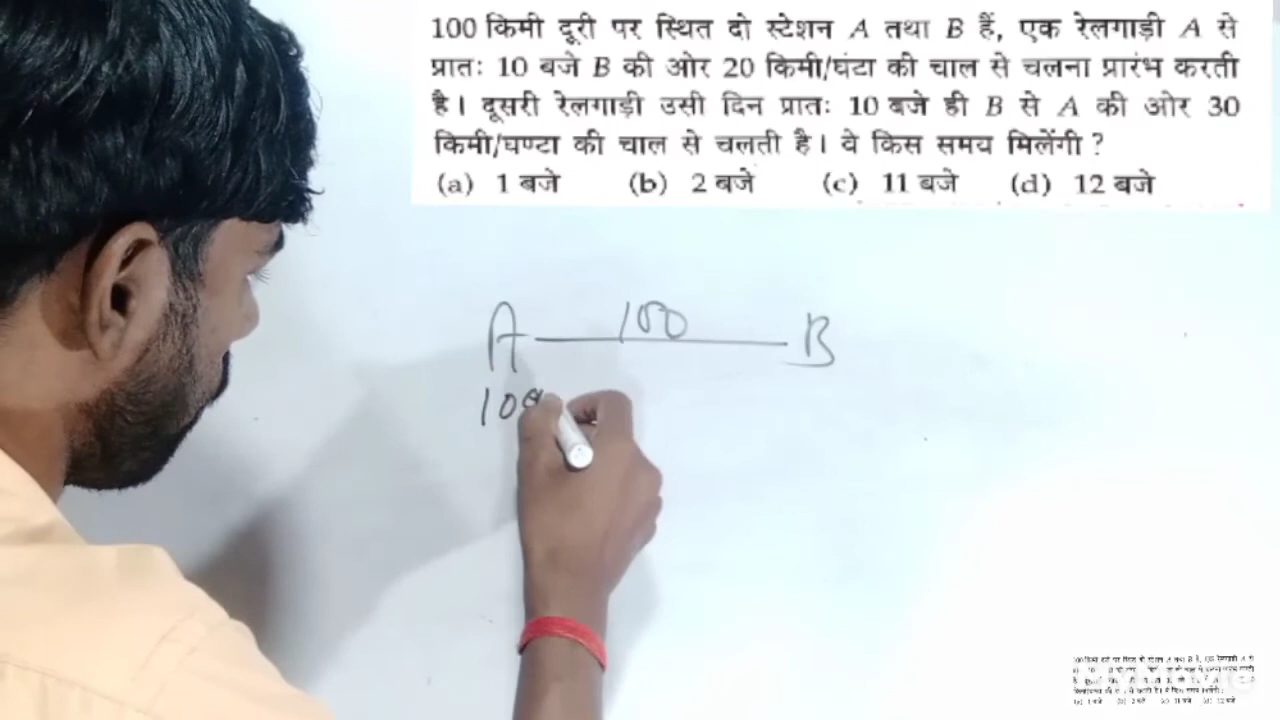 100 किमी दूरी पर स्थित दो स्टेशन A तथा B हैं, एक रेलगाड़ी A से
प्रातः 10 बजे B की ओर 20 किमी/घंटा की चाल से चलना प्रारंभ करती
है। दूसरी रेलगाड़ी उसी दिन प्रातः 10 बजे ही B से A की ओर 30
किमी/घण्टा की चाल से चलती है। वे किस समय मिलेंगी ?
(a) 1 बजे (b) 2 बजे (c) 11 बजे (d) 12 बजे
A 100 B